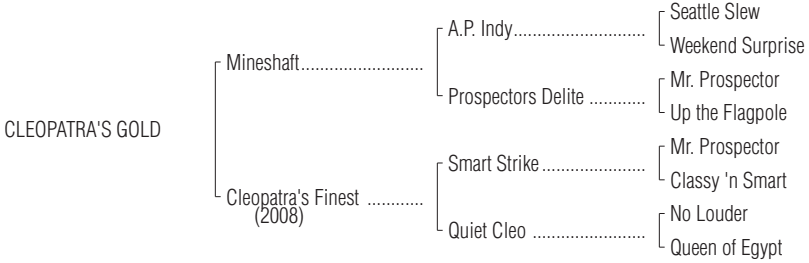 Seattle Slew
A.P. Indy.............................
Weekend Surprise
Mineshaft...........................
Mr. Prospector
Prospectors Delite ............
Up the Flagpole
CLEOPATRA'S GOLD
Mr. Prospector
Smart Strike.......................
Classy 'n Smart
Cleopatra's Finest ............
(2008)
No Louder
Quiet Cleo .........................
Queen of Egypt